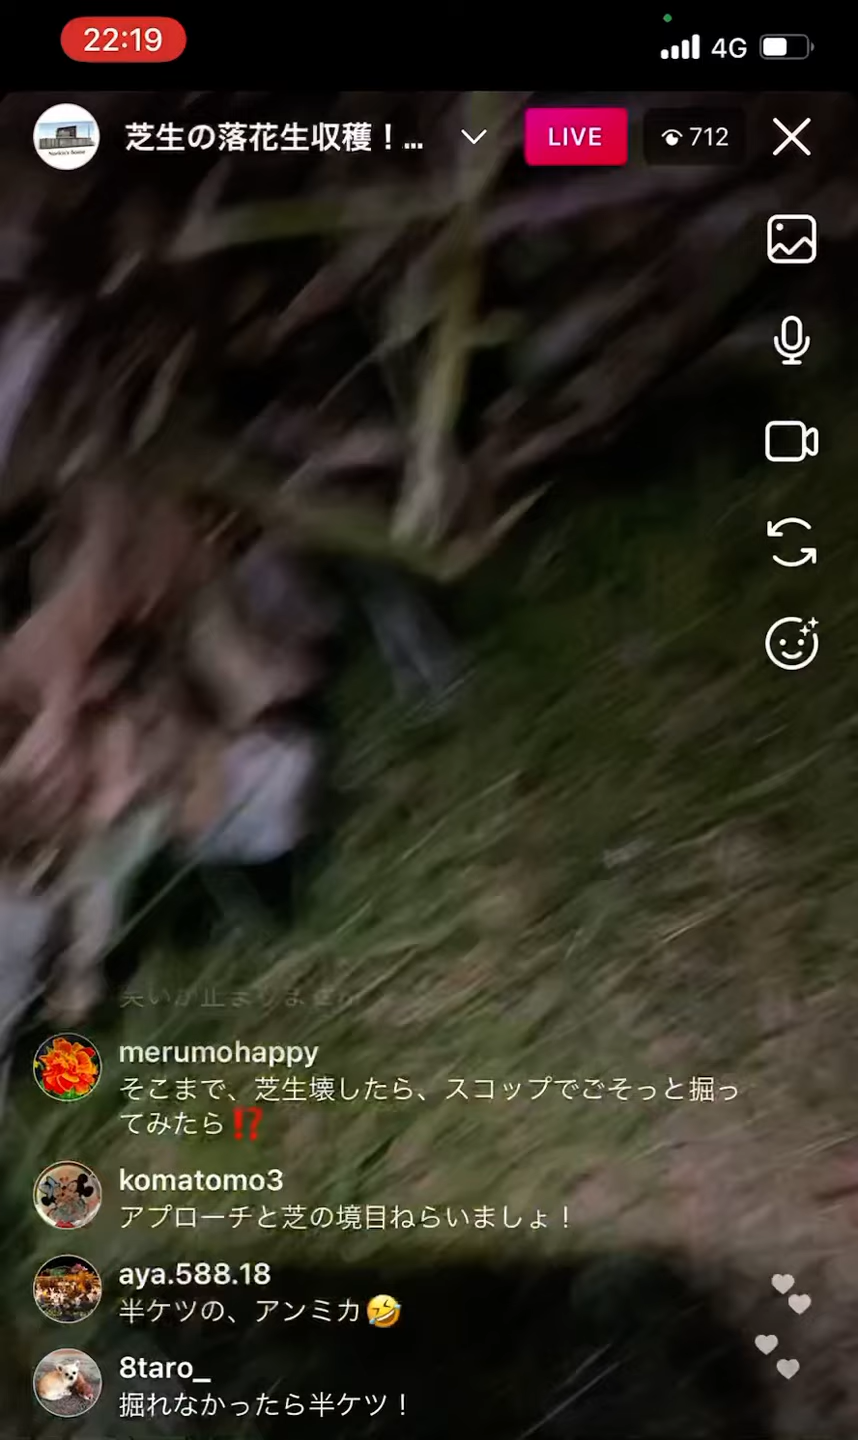 22:19
4G
芝生の落花生収穫！...
LIVE
712
merumohappy
そこまで、芝生壊したら、スコップでごそっと掘っ
てみたら⁉️
komatomo3
アプローチと芝の境目ねらいましょ！
aya.588.18
半ケツの、アンミカ🤣
8taro_
掘れなかったら半ケツ！